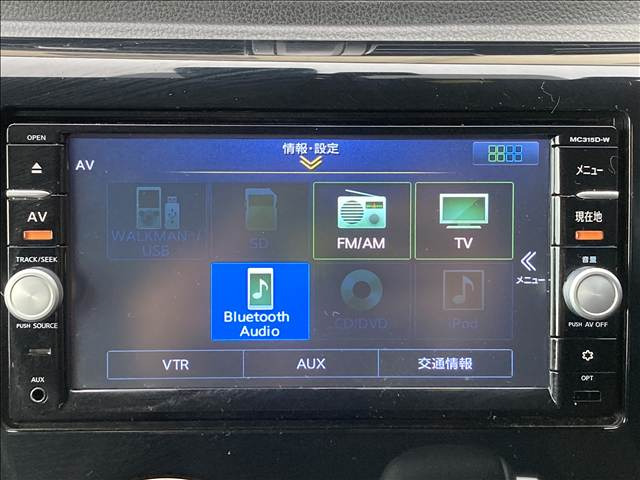 OPEN
MC315D-W
情報・設定
AV
メニュー
AV
現在地
WALKMAN®/
USB
SD
FM/AM
TV
TRACK/SEEK
音量
メニュー
Bluetooth
Audio
CD/DVD
iPod
PUSH SOURCE
PUSH AV OFF
VTR
AUX
交通情報
AUX
OPT